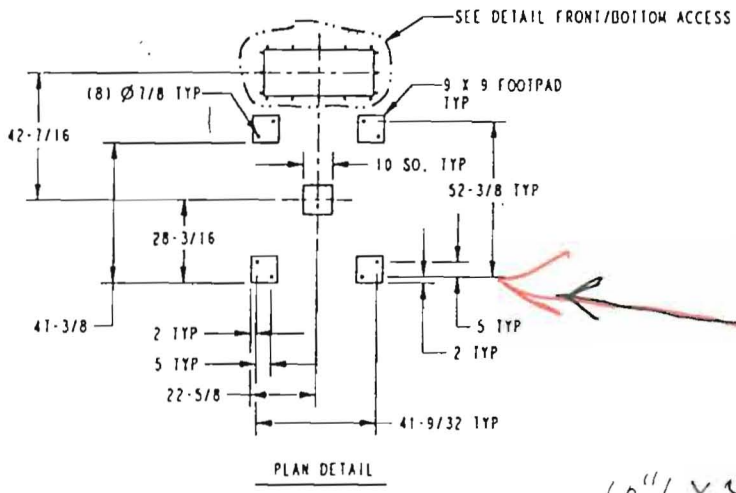 SEE DETAIL FRONT/BOTTOM ACCESS
(8) Ø 7/8 TYP
9 X 9 FOOTPAD
TYP
42-7/16
10 SQ. TYP
52-3/8 TYP
28-3/16
47-3/8
2 TYP
5 TYP
5 TYP
2 TYP
22-5/8
41-9/32 TYP
PLAN DETAIL